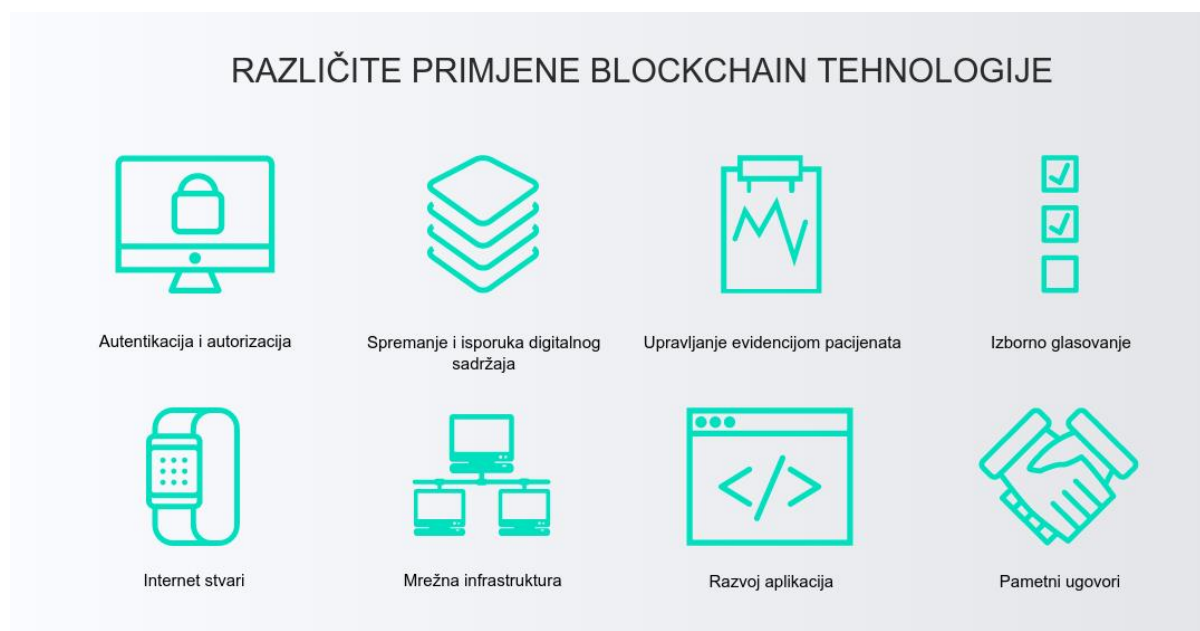 RAZLIČITE PRIMJENE BLOCKCHAIN TEHNOLOGIJE
Autentikacija i autorizacija
Spremanje i isporuka digitalnog
sadržaja
Upravljanje evidencijom pacijenata
Izborno glasovanje
Internet stvari
Mrežna infrastruktura
Razvoj aplikacija
Pametni ugovori